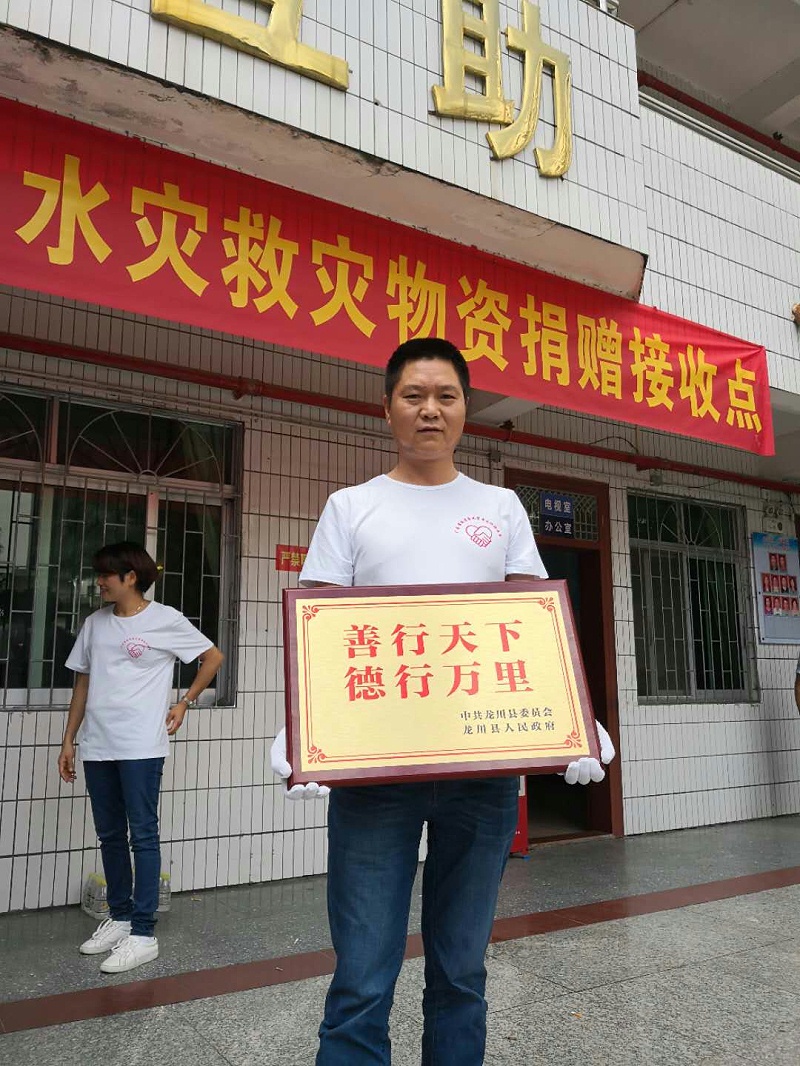 助
水灾救灾物资捐赠接收点
电视室
办公室
严禁
善行天下
德行万里
中共龙川县委员会
龙川县人民政府